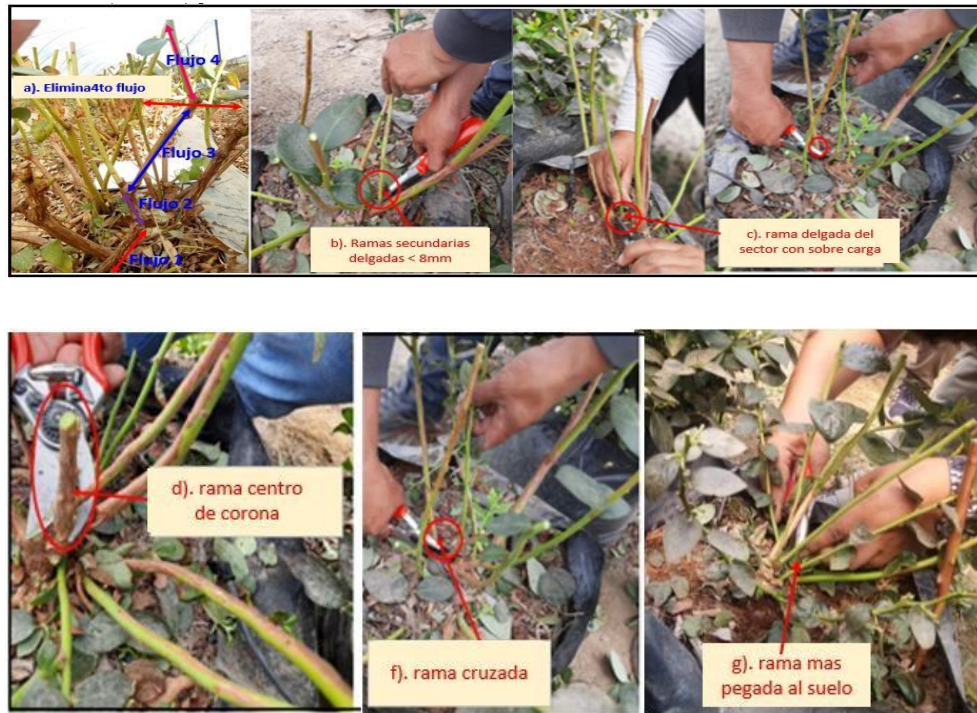 Flujo 4
a). Elimina4to flujo
Flujo 3
Flujo 2
Flujo 1
b). Ramas secundarias
delgadas < 8mm
c). rama delgada del
sector con sobre carga
d). rama centro
de corona
f). rama cruzada
g). rama mas
pegada al suelo